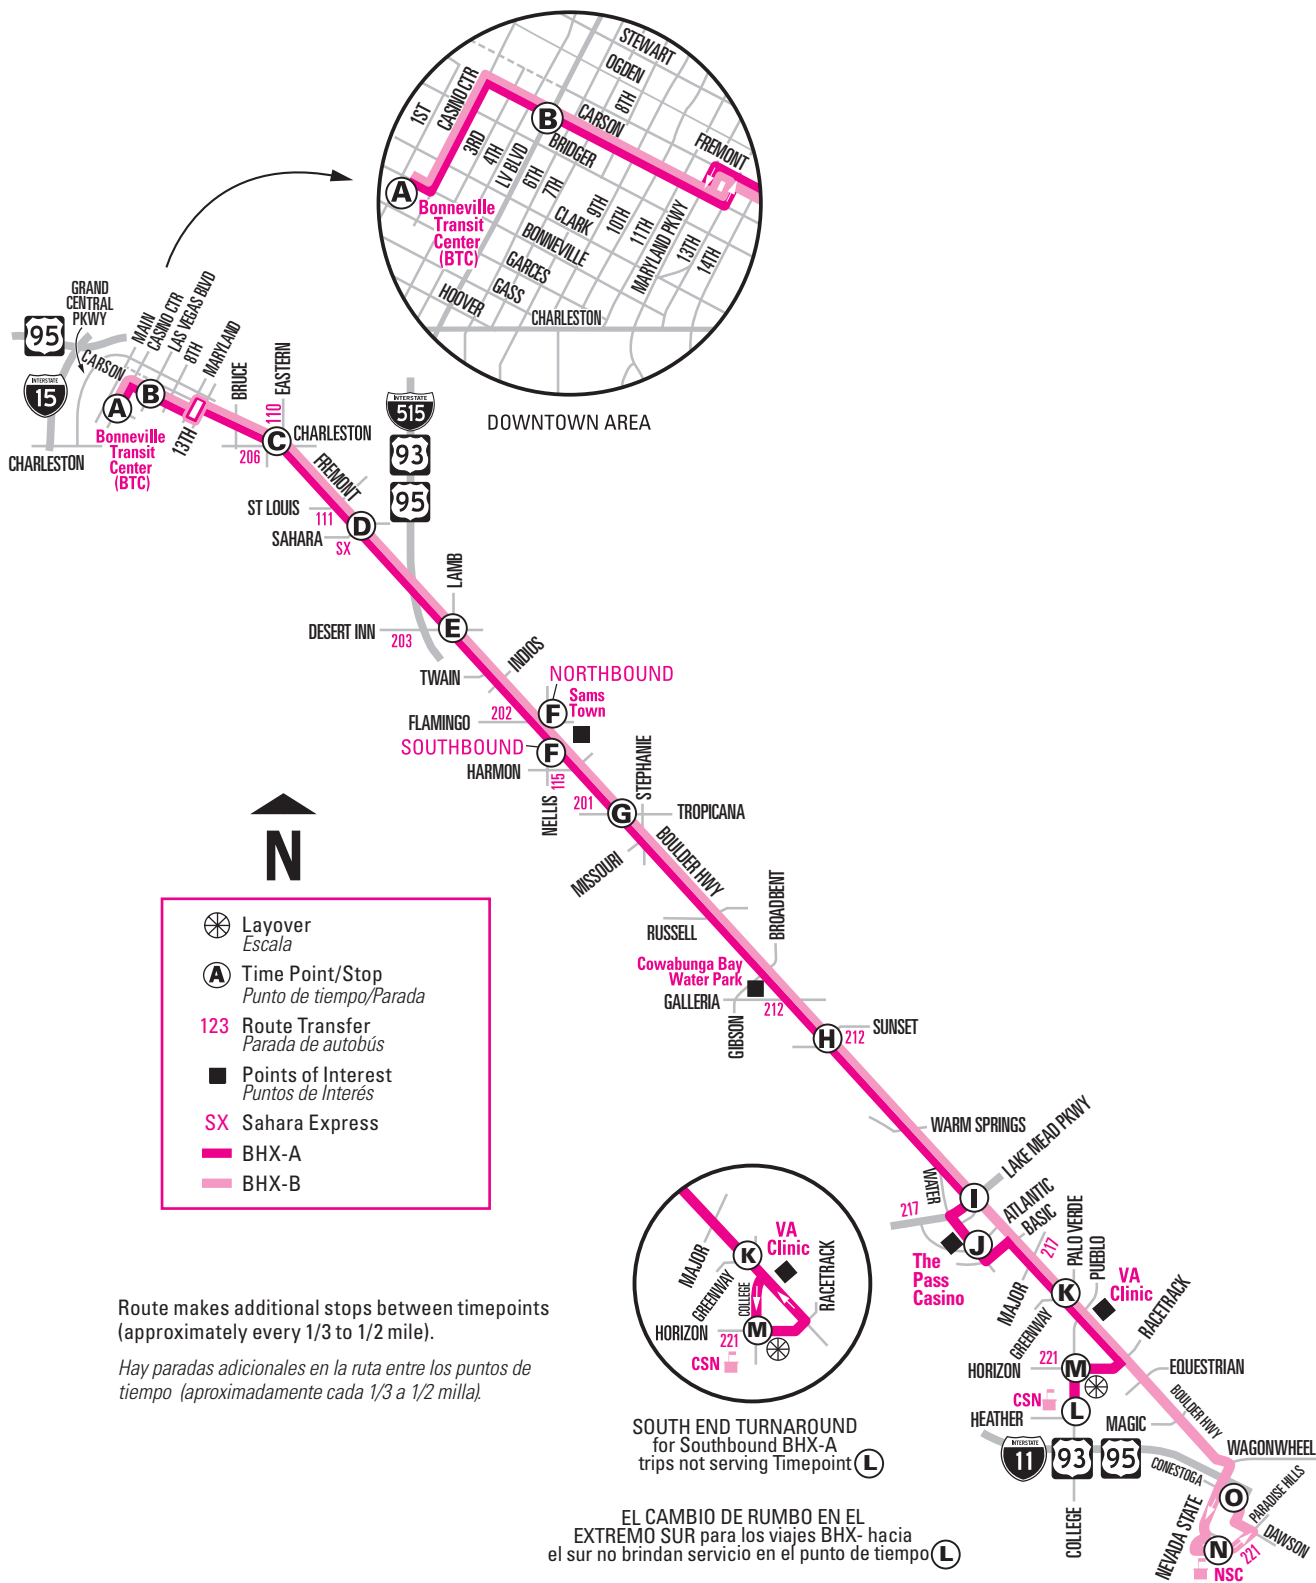 STEWART
OGDEN
8TH
CARSON
FREMONT
1ST
CASINO CTR
3RD
4TH
LV BLVD
B
BRIDGER
6TH
7TH
9TH
10TH
11TH
MARYLAND PKWY
13TH
14TH
CLARK
BONNEVILLE
GARCES
GASS
HOOVER
CHARLESTON
A
Bonneville
Transit
Center
(BTC)
DOWNTOWN AREA
GRAND
CENTRAL
PKWY
95
INTERSTATE
15
CARSON
MAIN
CASINO CTR
LAS VEGAS BLVD
8TH
MARYLAND
BRUCE
EASTERN
110
A
B
Bonneville
Transit
Center
(BTC)
13TH
206
C
CHARLESTON
CHARLESTON
INTERSTATE
515
93
95
FREMONT
ST LOUIS
111
SAHARA
SX
D
LAMB
DESERT INN
203
E
TWAIN
INDIOS
NORTHBOUND
Sams
Town
202
FLAMINGO
F
SOUTHBOUND
F
HARMON
115
NELLIS
STEPHANIE
201
G
TROPICANA
MISSOURI
BOULDER HWY
RUSSELL
BROADBENT
Cowabunga Bay
Water Park
GALLERIA
GIBSON
212
H
212
SUNSET
N
Layover
Escala
A Time Point/Stop
Punto de tiempo/Parada
123 Route Transfer
Parada de autobús
Points of Interest
Puntos de Interés
SX Sahara Express
BHX-A
BHX-B
WARM SPRINGS
LAKE MEAD PKWY
WATER
217
I
ATLANTIC
BASIC
J
The
Pass
Casino
217
PALO VERDE
PUEBLO
MAJOR
GREENWAY
K
VA
Clinic
RACETRACK
HORIZON
221
M
EQUESTRIAN
CSN
L
HEATHER
MAGIC
BOULDER HWY
INTERSTATE
11
93
95
WAGONWHEEL
CONESTOGA
PARADISE HILLS
O
COLLEGE
NEVADA STATE
DAWSON
N
221
NSC
MAJOR
GREENWAY
K
VA
Clinic
COLLEGE
RACETRACK
HORIZON
221
M
CSN
SOUTH END TURNAROUND
for Southbound BHX-A
trips not serving Timepoint L
EL CAMBIO DE RUMBO EN EL
EXTREMO SUR para los viajes BHX- hacia
el sur no brindan servicio en el punto de tiempo L
Route makes additional stops between timepoints
(approximately every 1/3 to 1/2 mile).
Hay paradas adicionales en la ruta entre los puntos de
tiempo (aproximadamente cada 1/3 a 1/2 milla).